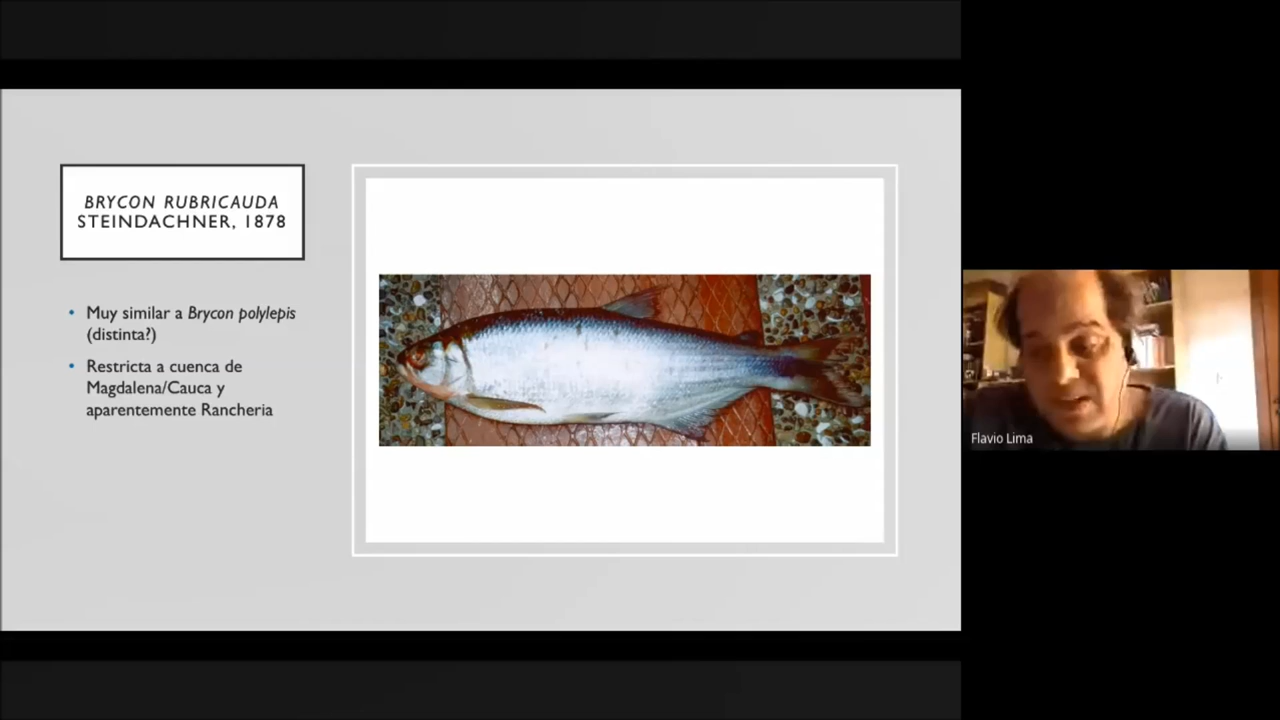 BRYCON RUBRICAUDA
STEINDACHNER, 1878
• Muy similar a Brycon polylepis
(distinta?)
• Restricta a cuenca de
Magdalena/Cauca y
aparentemente Rancheria
Flavio Lima